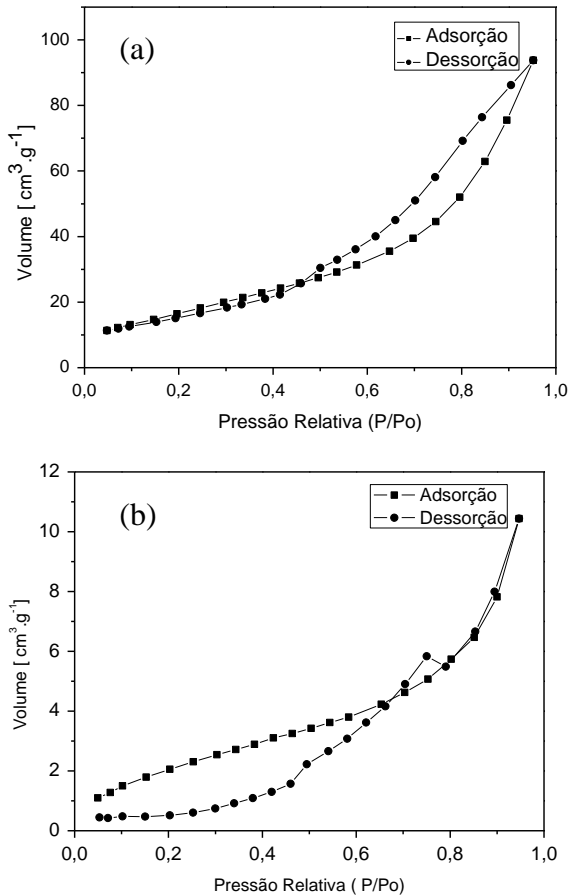 (a)
Adsorção
Dessorção
100
80
60
40
20
0
Volume [ cm³.g⁻¹]
0,0 0,2 0,4 0,6 0,8 1,0
Pressão Relativa (P/Po)
(b)
Adsorção
Dessorção
12
10
8
6
4
2
0
Volume [ cm³.g⁻¹]
0,0 0,2 0,4 0,6 0,8 1,0
Pressão Relativa ( P/Po)